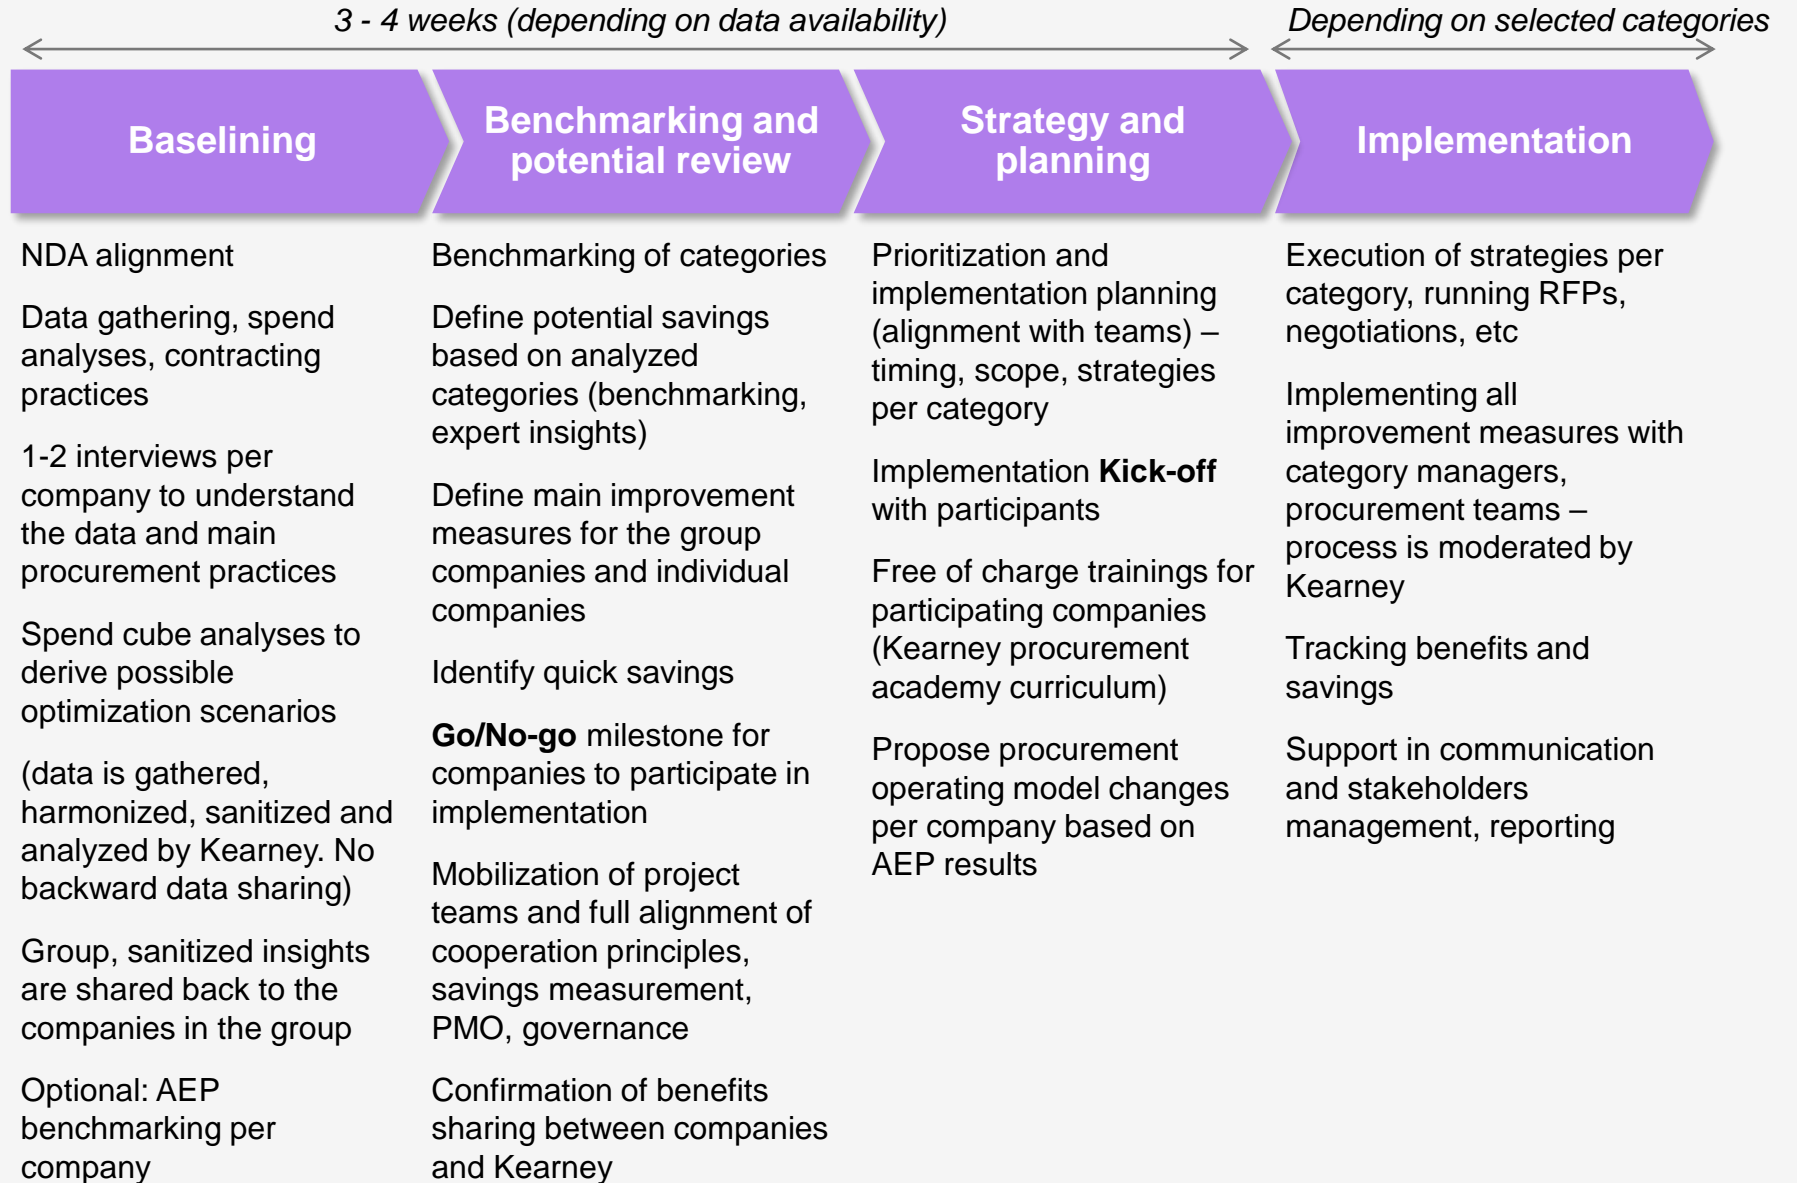 3 - 4 weeks (depending on data availability)
Depending on selected categories
Baselining
Benchmarking and
potential review
Strategy and
planning
Implementation
NDA alignment
Data gathering, spend
analyses, contracting
practices
1-2 interviews per
company to understand
the data and main
procurement practices
Spend cube analyses to
derive possible
optimization scenarios
(data is gathered,
harmonized, sanitized and
analyzed by Kearney. No
backward data sharing)
Group, sanitized insights
are shared back to the
companies in the group
Optional: AEP
benchmarking per
company
Benchmarking of categories
Define potential savings
based on analyzed
categories (benchmarking,
expert insights)
Define main improvement
measures for the group
companies and individual
companies
Identify quick savings
Go/No-go milestone for
companies to participate in
implementation
Mobilization of project
teams and full alignment of
cooperation principles,
savings measurement,
PMO, governance
Confirmation of benefits
sharing between companies
and Kearney
Prioritization and
implementation planning
(alignment with teams) –
timing, scope, strategies
per category
Implementation Kick-off
with participants
Free of charge trainings for
participating companies
(Kearney procurement
academy curriculum)
Propose procurement
operating model changes
per company based on
AEP results
Execution of strategies per
category, running RFPs,
negotiations, etc
Implementing all
improvement measures with
category managers,
procurement teams –
process is moderated by
Kearney
Tracking benefits and
savings
Support in communication
and stakeholders
management, reporting